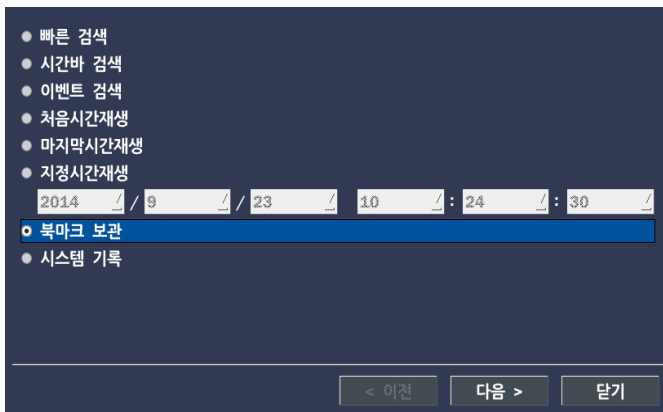 빠른 검색
시간바 검색
이벤트 검색
처음시간재생
마지막시간재생
지정시간재생
2014 / 9 / 23 10 : 24 : 30
북마크 보관
시스템 기록
< 이전 다음 > 닫기